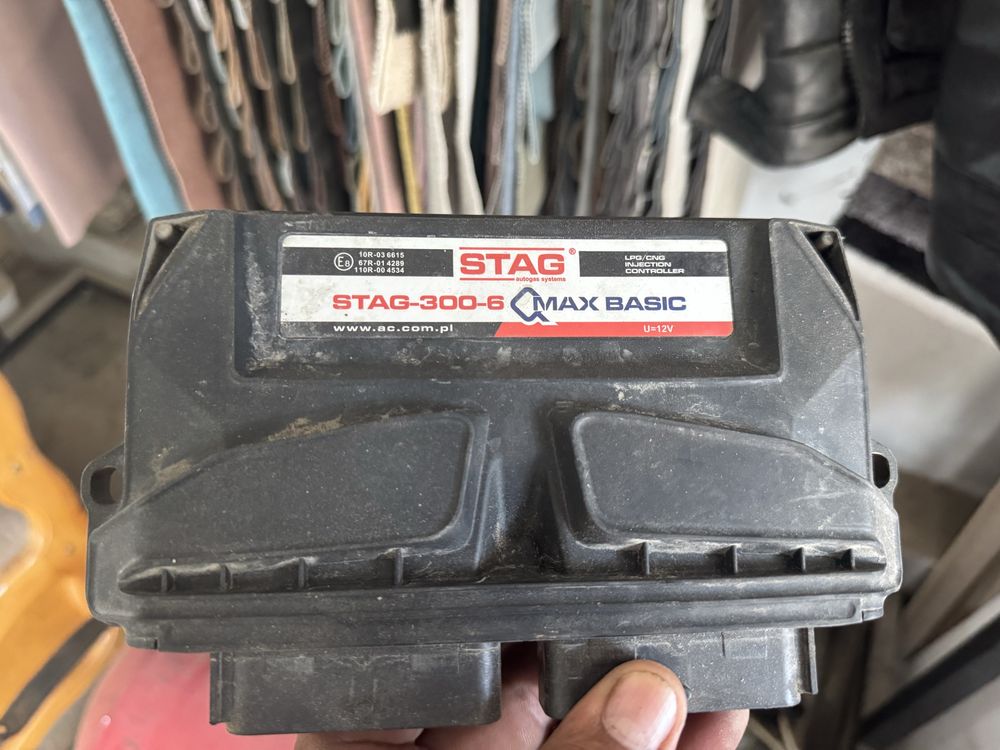 E8
10R-03 6615
67R-01 4289
110R-00 4534
STAG®
autogas systems
LPG/CNG
INJECTION
CONTROLLER
STAG-300-6 QMAX BASIC
www.ac.com.pl
U=12V